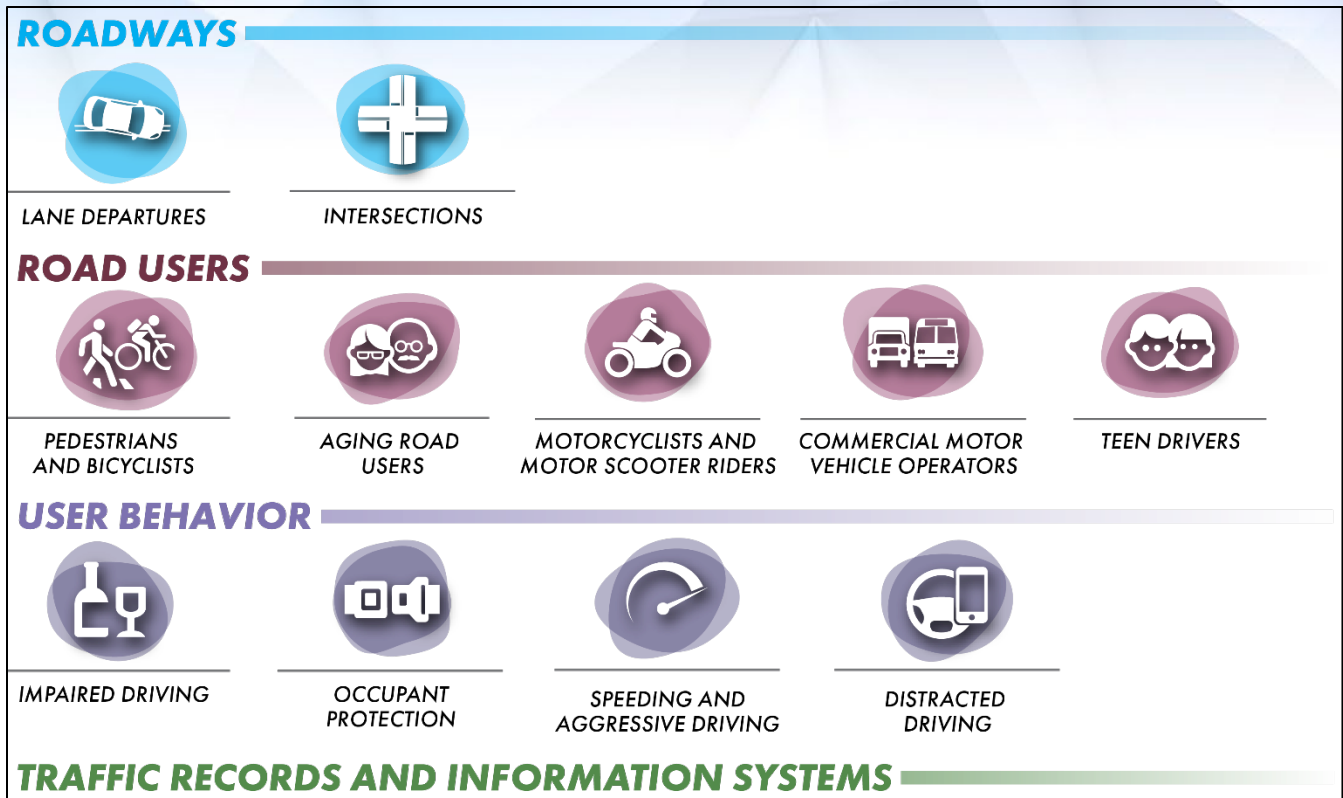 ROADWAYS
LANE DEPARTURES
INTERSECTIONS
ROAD USERS
PEDESTRIANS
AND BICYCLISTS
AGING ROAD
USERS
MOTORCYCLISTS AND
MOTOR SCOOTER RIDERS
COMMERCIAL MOTOR
VEHICLE OPERATORS
TEEN DRIVERS
USER BEHAVIOR
IMPAIRED DRIVING
OCCUPANT
PROTECTION
SPEEDING AND
AGGRESSIVE DRIVING
DISTRACTED
DRIVING
TRAFFIC RECORDS AND INFORMATION SYSTEMS